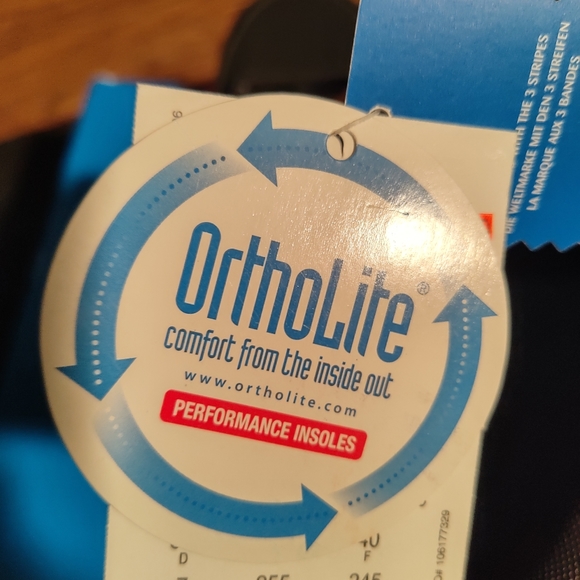 WITH THE 3 STRIPES
WELTMARKE MIT DEN 3 STREIFEN
LA MARQUE AUX 3 BANDES
OrthoLite®
comfort from the inside out
www.ortholite.com
PERFORMANCE INSOLES
D
F
106177329